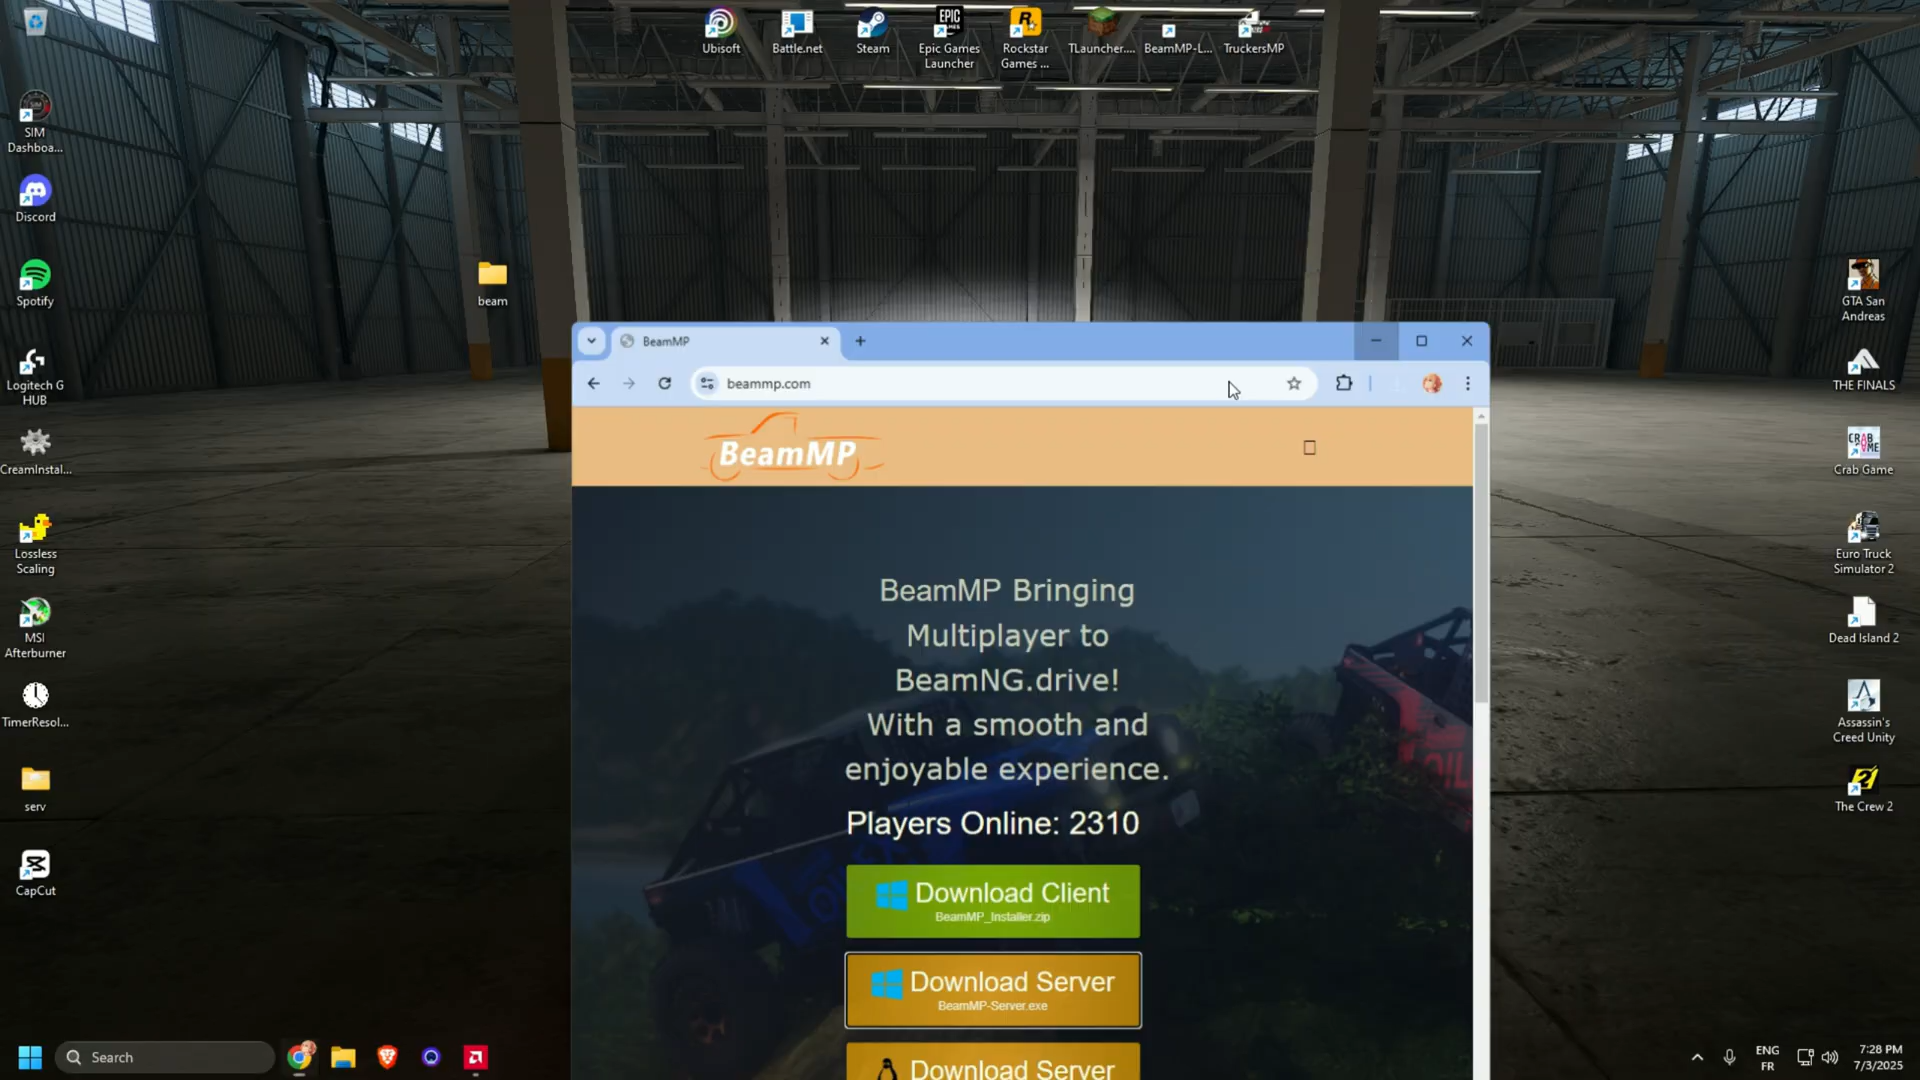 Ubisoft
Battle.net
Steam
EPIC
GAMES
Epic Games
Launcher
Rockstar
Games ...
TLauncher....
BeamMP-L...
TruckersMP
SIM
Dashboa...
Discord
Spotify
Logitech G
HUB
CreamInstal...
Lossless
Scaling
MSI
Afterburner
TimerResol...
serv
CapCut
beam
GTA San
Andreas
THE FINALS
CRAB
GAME
Crab Game
Euro Truck
Simulator 2
Dead Island 2
Assassin's
Creed Unity
The Crew 2
BeamMP
beammp.com
BeamMP
BeamMP Bringing
Multiplayer to
BeamNG.drive!
With a smooth and
enjoyable experience.
Players Online: 2310
Download Client
BeamMP_Installer.zip
Download Server
BeamMP-Server.exe
Download Server
Search
ENG
FR
7:28 PM
7/3/2025